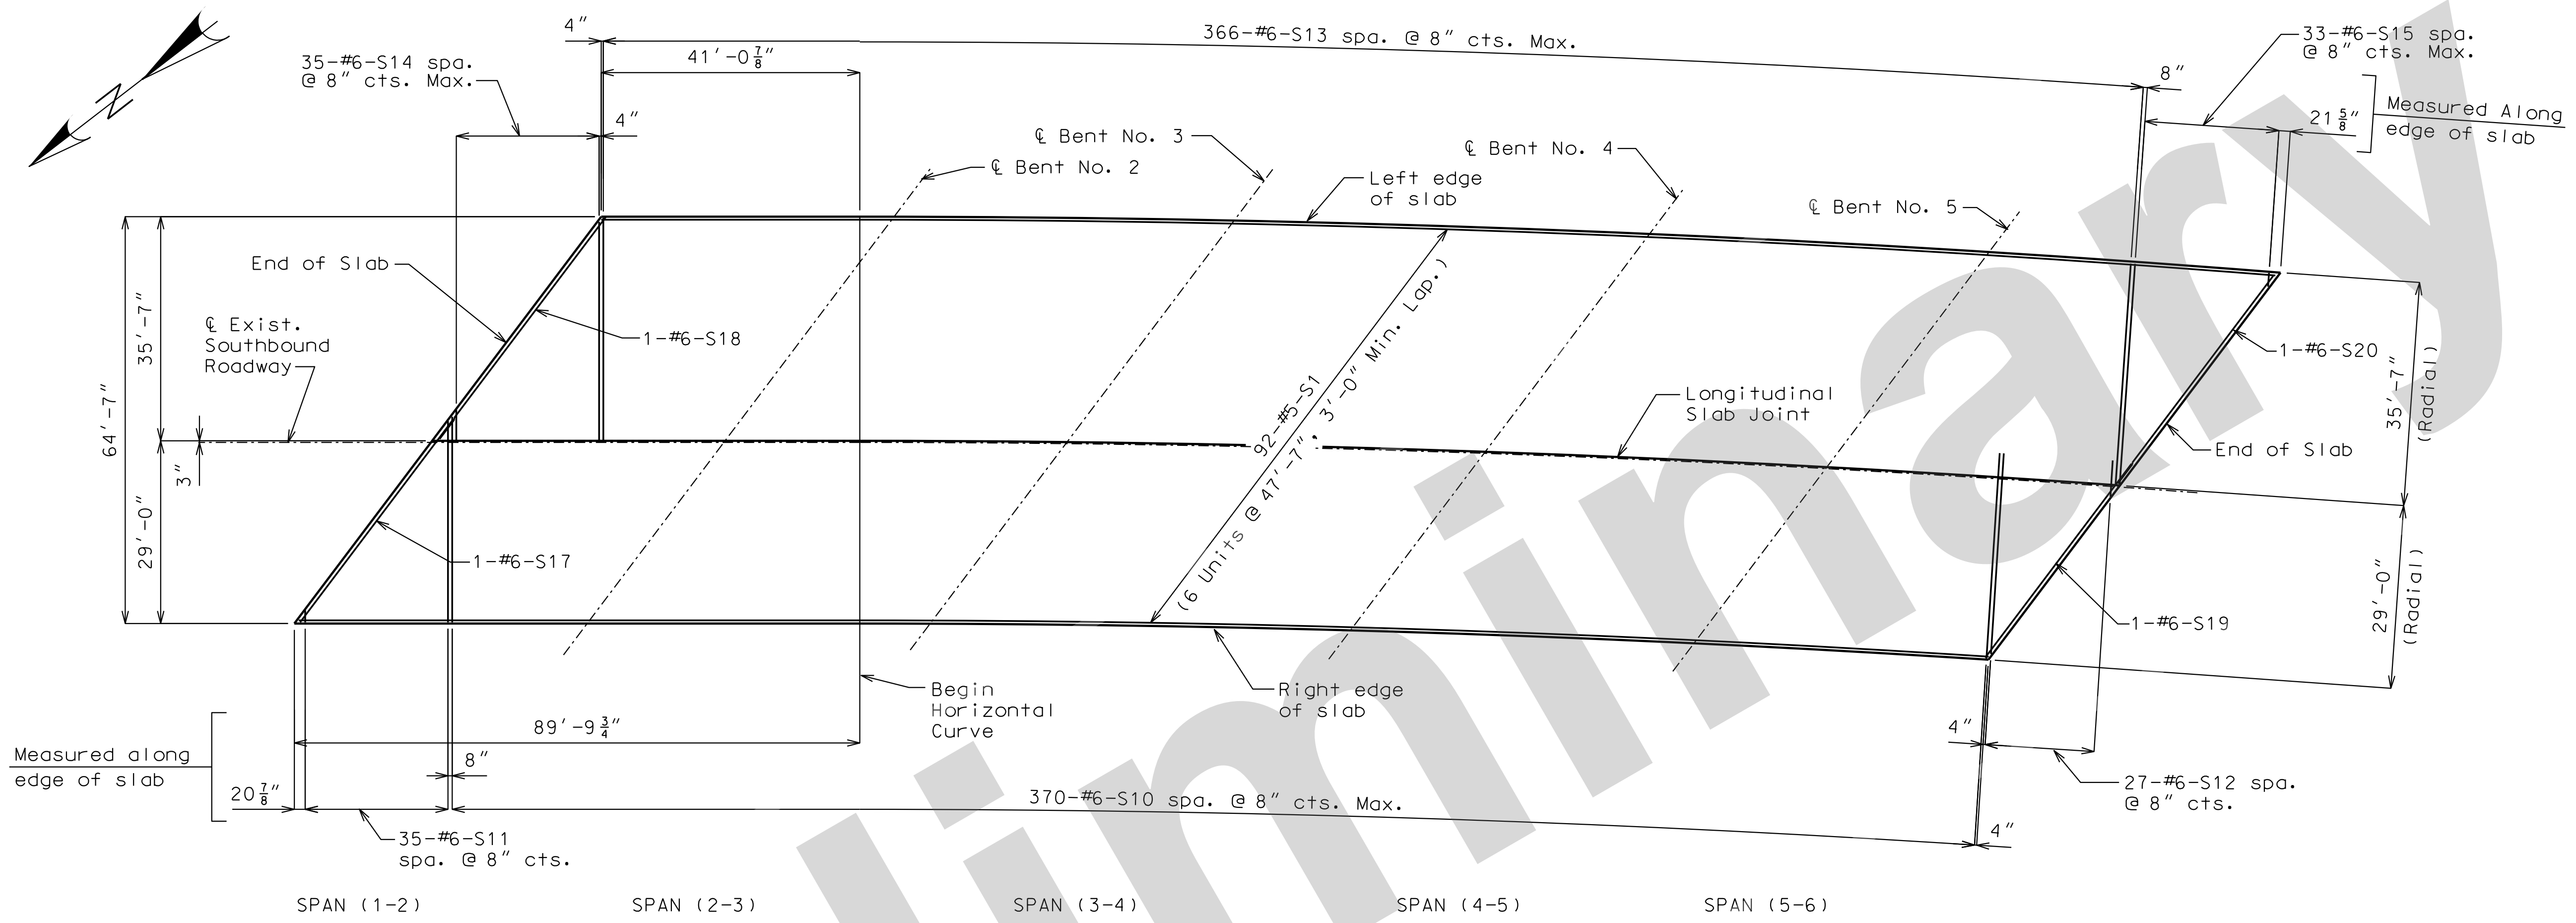 4"
366-#6-S13 spa. @ 8" cts. Max.
33-#6-S15 spa.
@ 8" cts. Max.
35-#6-S14 spa.
@ 8" cts. Max.
41'-0 7/8"
8"
21 5/8"
Measured Along
edge of slab
N
4"
℄ Bent No. 3
℄ Bent No. 2
℄ Bent No. 4
Left edge
of slab
℄ Bent No. 5
End of Slab
35'-7"
℄ Exist.
Southbound
Roadway
1-#6-S18
1-#6-S20
35'-7"
(Radial)
64'-7"
92-#5-S1
(6 Units @ 47'-7", 3'-0" Min. Lap.)
Longitudinal
Slab Joint
End of Slab
3"
29'-0"
1-#6-S17
29'-0"
(Radial)
1-#6-S19
Begin
Horizontal
Curve
Right edge
of slab
89'-9 3/4"
4"
Measured along
edge of slab
8"
20 7/8"
27-#6-S12 spa.
@ 8" cts.
370-#6-S10 spa. @ 8" cts. Max.
4"
35-#6-S11
spa. @ 8" cts.
SPAN (1-2)
SPAN (2-3)
SPAN (3-4)
SPAN (4-5)
SPAN (5-6)
liminary